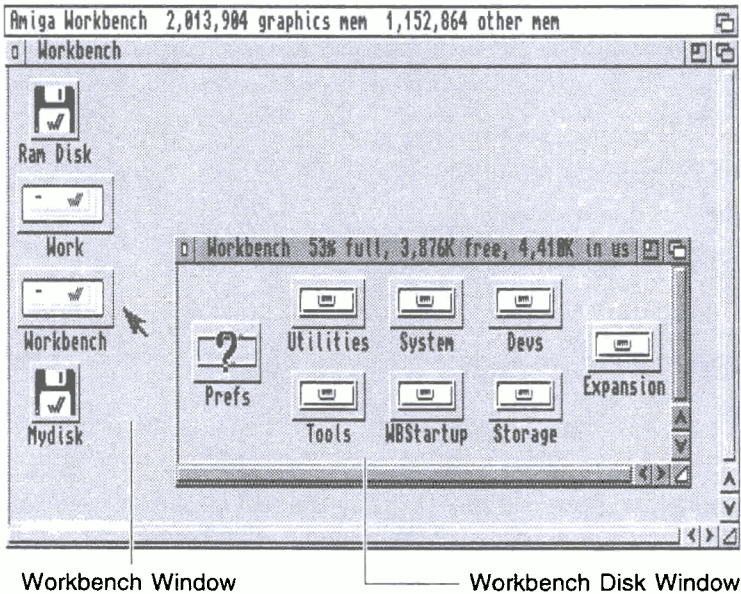 Amiga Workbench 2,013,904 graphics mem 1,152,864 other mem
Workbench
Ram Disk
Work
Workbench
Mydisk
Workbench 53% full, 3,876K free, 4,410K in us
Prefs
Utilities
System
Devs
Expansion
Tools
WBStartup
Storage
Workbench Window
Workbench Disk Window